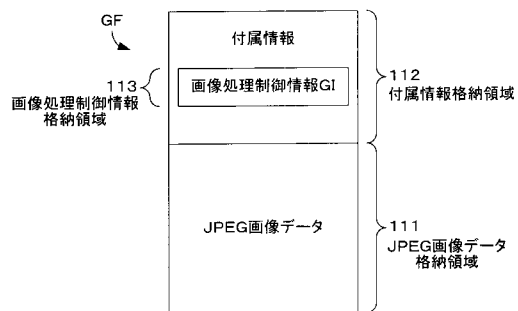 GF
付属情報
画像処理制御情報GI
113
画像処理制御情報
格納領域
112
付属情報格納領域
JPEG画像データ
111
JPEG画像データ
格納領域